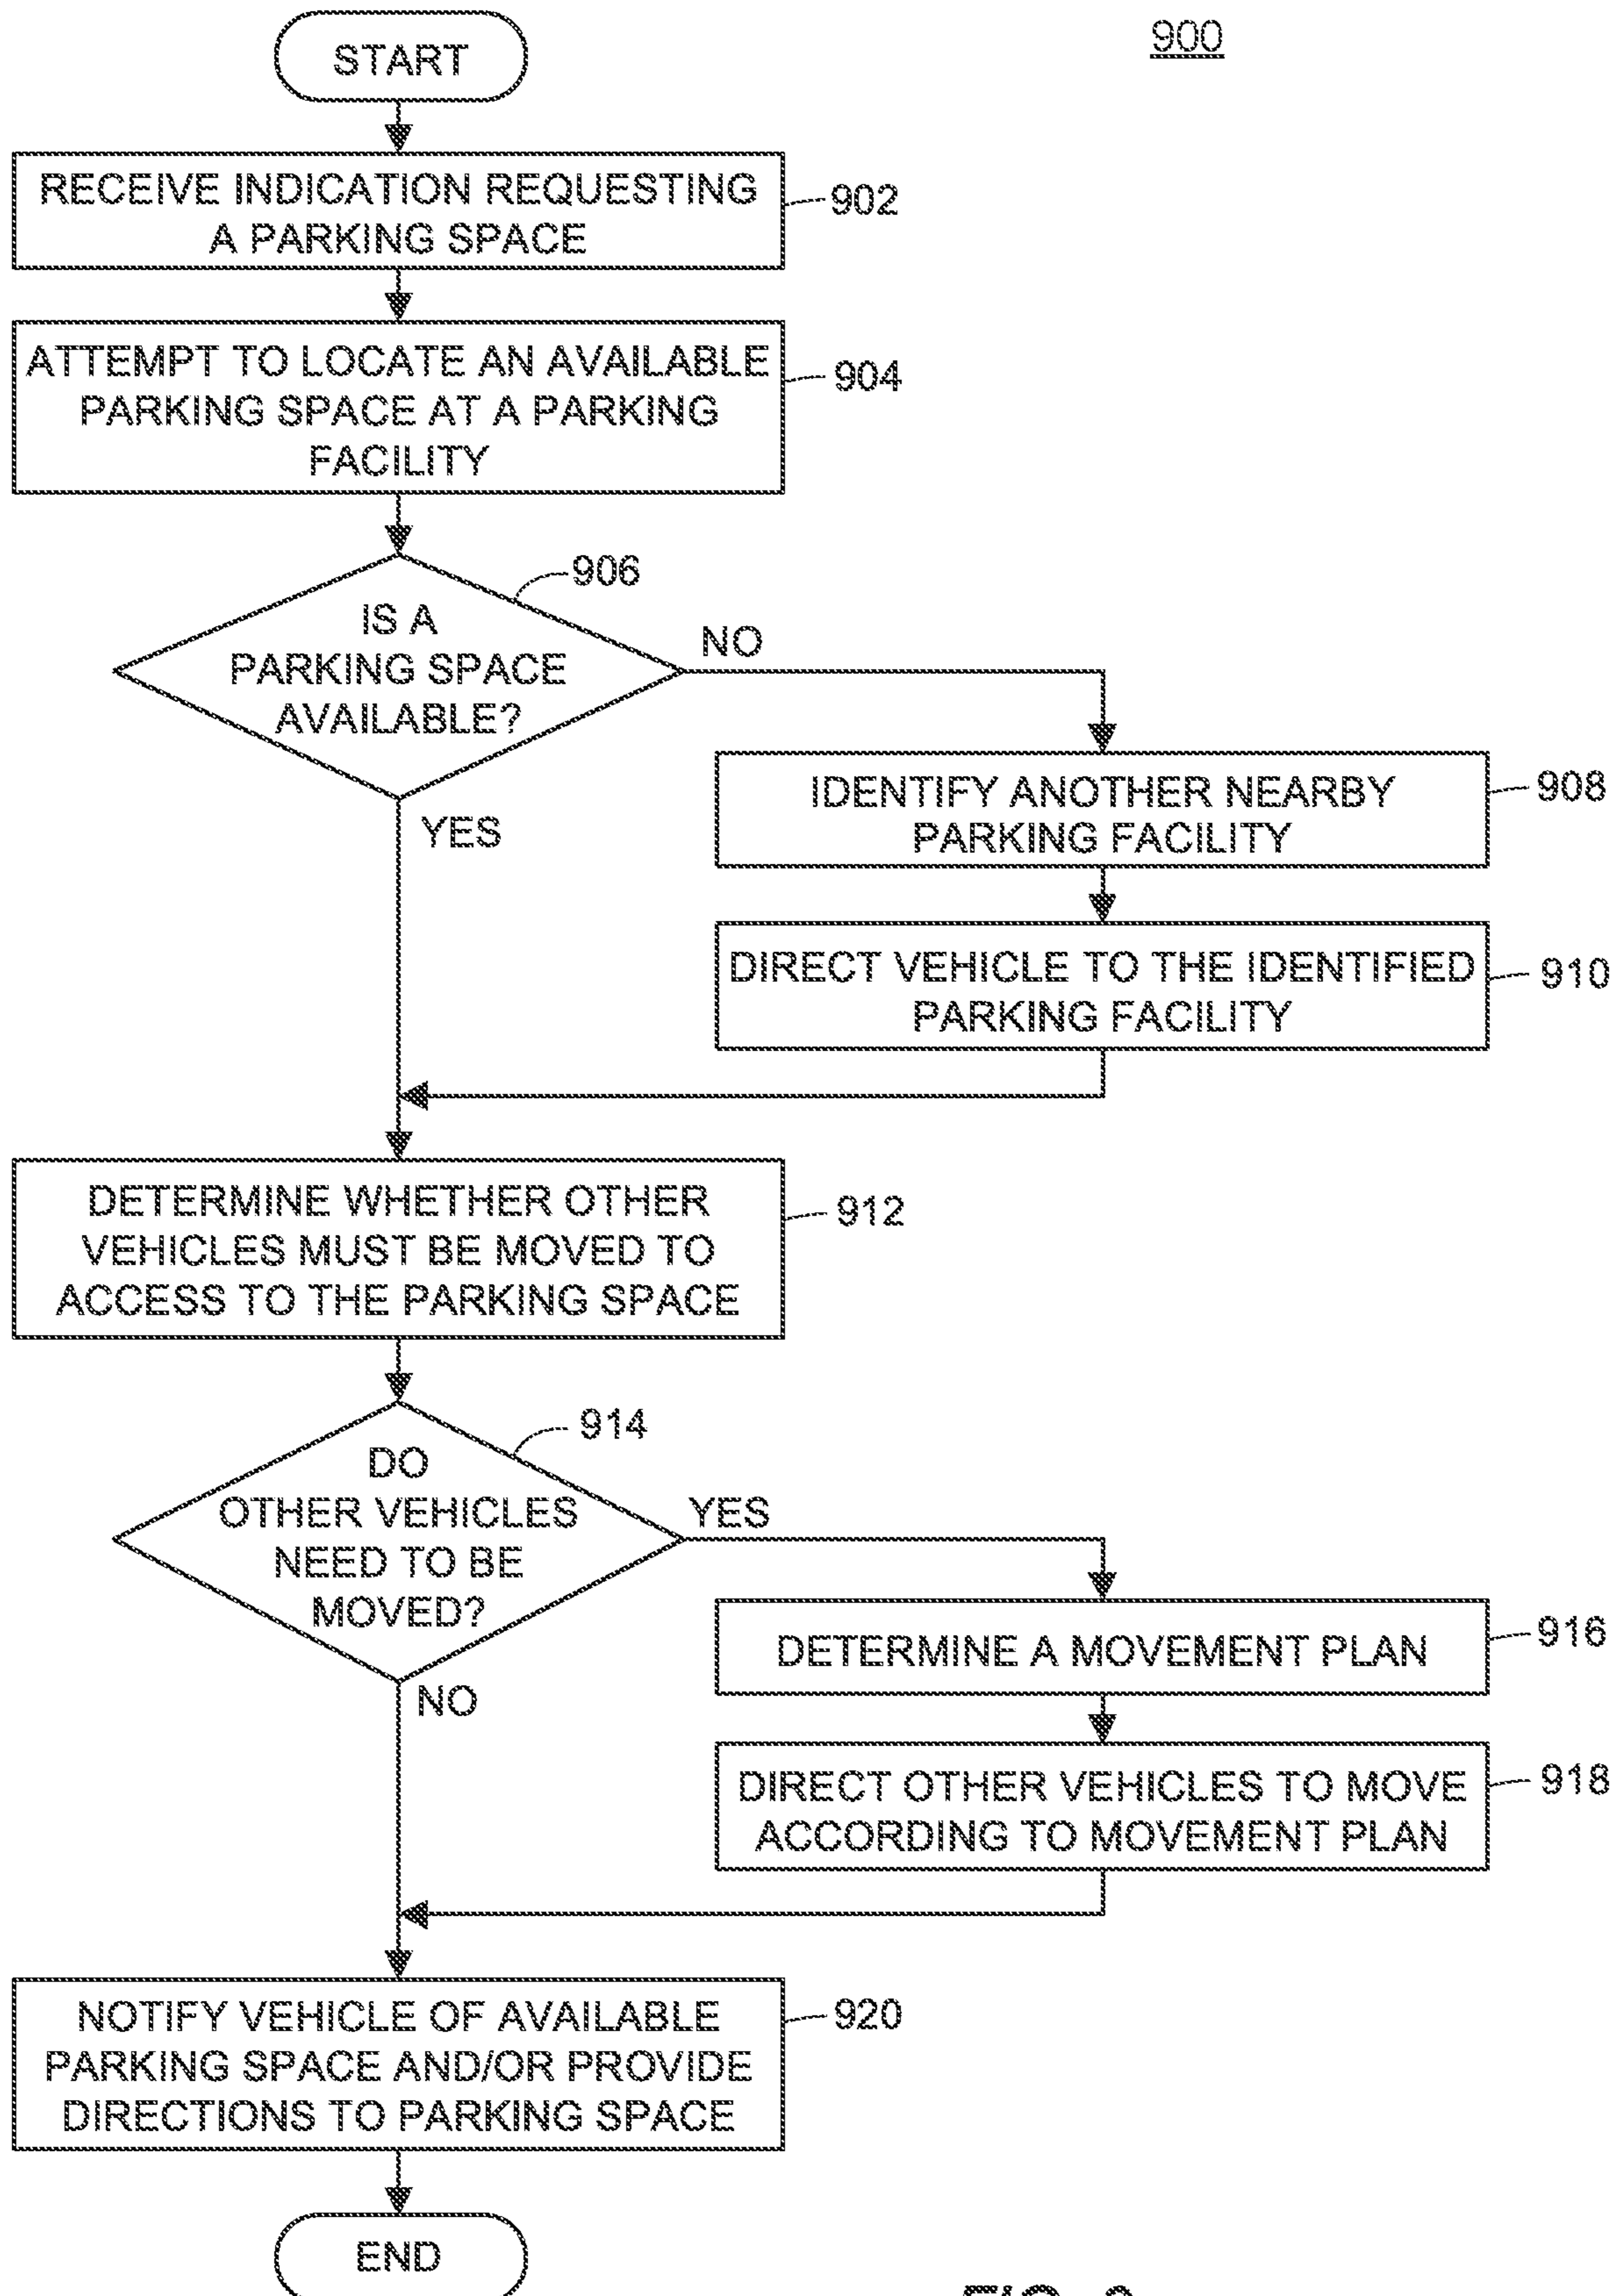 START
900
RECEIVE INDICATION REQUESTING
A PARKING SPACE
902
ATTEMPT TO LOCATE AN AVAILABLE
PARKING SPACE AT A PARKING
FACILITY
904
906
IS A
PARKING SPACE
AVAILABLE?
NO
YES
IDENTIFY ANOTHER NEARBY
PARKING FACILITY
908
DIRECT VEHICLE TO THE IDENTIFIED
PARKING FACILITY
910
DETERMINE WHETHER OTHER
VEHICLES MUST BE MOVED TO
ACCESS TO THE PARKING SPACE
912
914
DO
OTHER VEHICLES
NEED TO BE
MOVED?
YES
NO
DETERMINE A MOVEMENT PLAN
916
DIRECT OTHER VEHICLES TO MOVE
ACCORDING TO MOVEMENT PLAN
918
NOTIFY VEHICLE OF AVAILABLE
PARKING SPACE AND/OR PROVIDE
DIRECTIONS TO PARKING SPACE
920
END